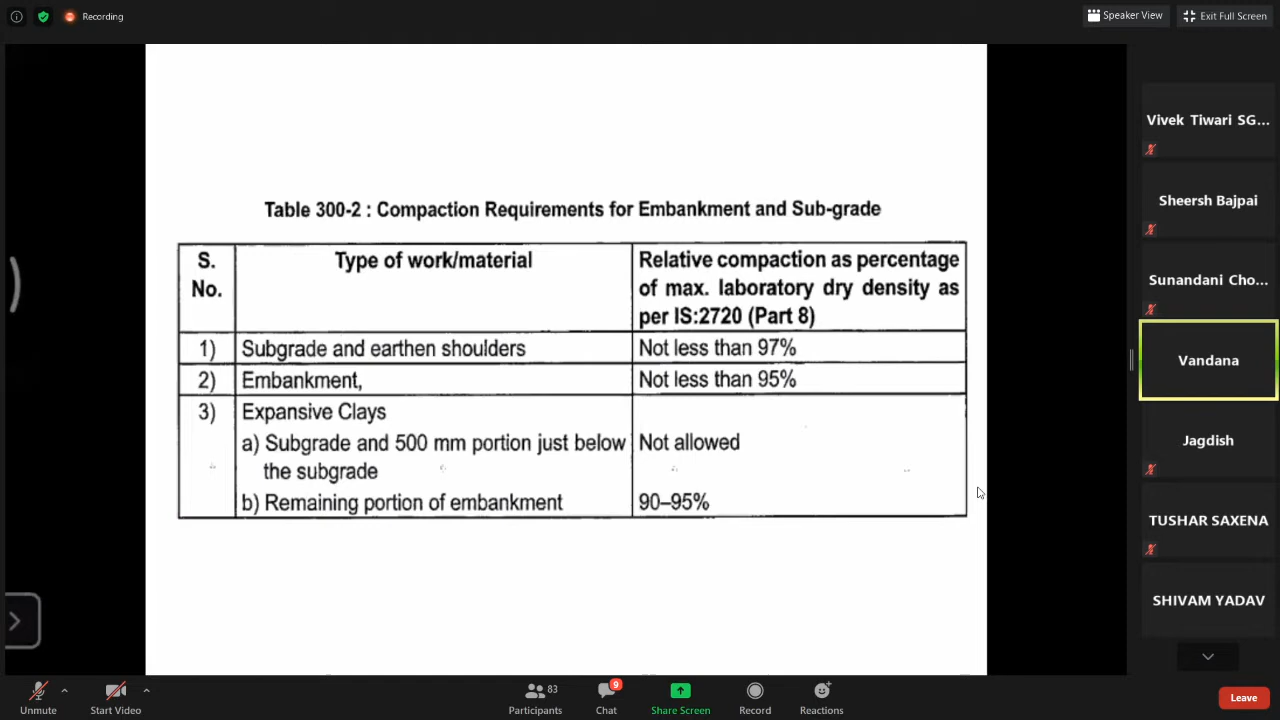 Recording
Speaker View
Exit Full Screen
Table 300-2 : Compaction Requirements for Embankment and Sub-grade
S. No.
Type of work/material
Relative compaction as percentage
of max. laboratory dry density as
per IS:2720 (Part 8)
1) Subgrade and earthen shoulders Not less than 97%
2) Embankment, Not less than 95%
3) Expansive Clays
a) Subgrade and 500 mm portion just below Not allowed
the subgrade
b) Remaining portion of embankment 90–95%
Vivek Tiwari SG...
Sheersh Bajpai
Sunandani Cho...
Vandana
Jagdish
TUSHAR SAXENA
SHIVAM YADAV
Unmute
Start Video
83
Participants
9
Chat
Share Screen
Record
Reactions
Leave